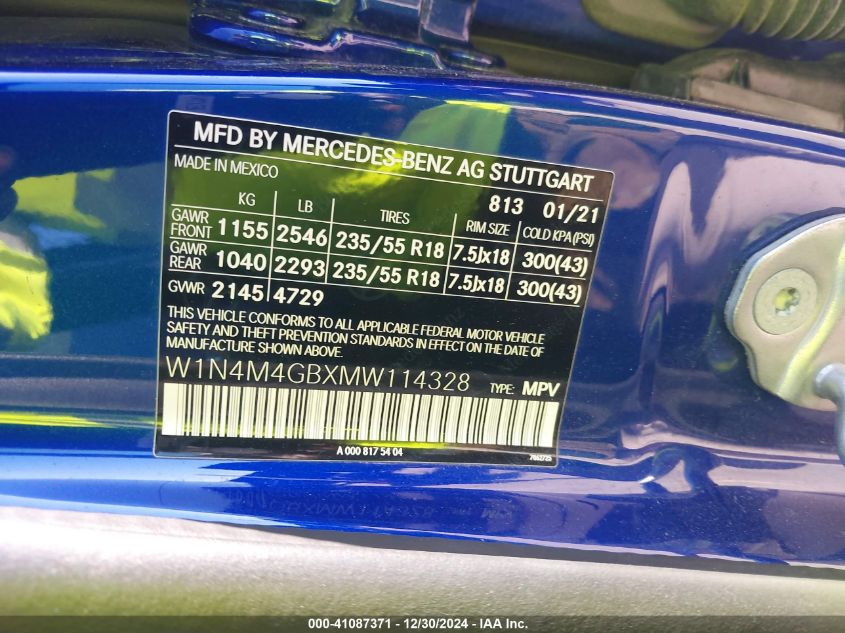 MFD BY MERCEDES-BENZ AG STUTTGART
MADE IN MEXICO 813 01/21
KG LB TIRES RIM SIZE COLD KPA(PSI)
GAWR FRONT 1155 2546 235/55 R18 7.5Jx18 300(43)
GAWR REAR 1040 2293 235/55 R18 7.5Jx18 300(43)
GVWR 2145 4729
THIS VEHICLE CONFORMS TO ALL APPLICABLE FEDERAL MOTOR VEHICLE
SAFETY AND THEFT PREVENTION STANDARDS IN EFFECT ON THE DATE OF
MANUFACTURE SHOWN ABOVE.
W1N4M4GBXMW114328 TYPE: MPV
A 000 817 54 04
000-41087371 - 12/30/2024 - IAA Inc.